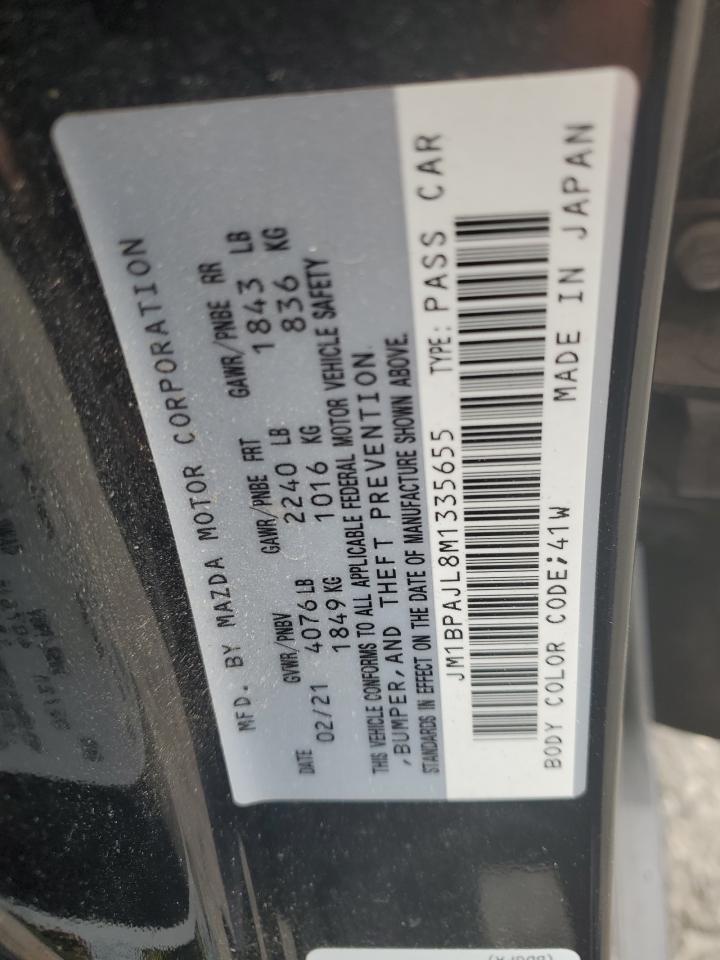 MFD. BY MAZDA MOTOR CORPORATION
DATE GVWR/PNBV GAWR/PNBE FRT GAWR/PNBE RR
02/21 4076 LB 2240 LB 1843 LB
1849 KG 1016 KG 836 KG
THIS VEHICLE CONFORMS TO ALL APPLICABLE FEDERAL MOTOR VEHICLE SAFETY
,BUMPER,AND THEFT PREVENTION
STANDARDS IN EFFECT ON THE DATE OF MANUFACTURE SHOWN ABOVE.
JM1BPAJL8M1335655 TYPE: PASS CAR
BODY COLOR CODE;41W MADE IN JAPAN